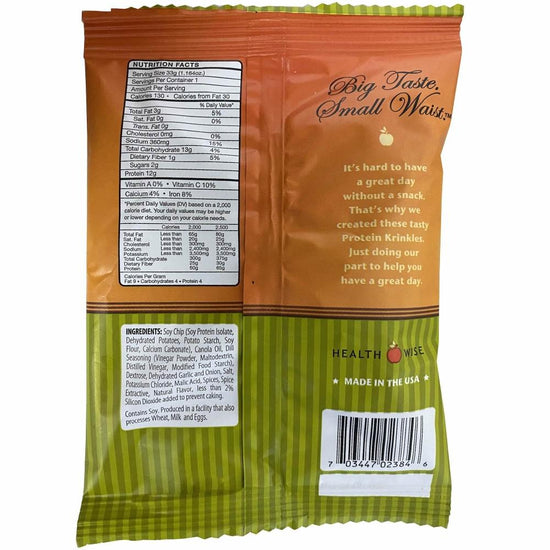 NUTRITION FACTS
Serving Size 33g (1,164oz.)
Servings Per Container 1
Amount Per Serving
Calories 130 • Calories from Fat 30
% Daily Value*
Total Fat 3g 5%
Sat. Fat 0g 0%
Trans. Fat 0g
Cholesterol 0mg 0%
Sodium 360mg 15%
Total Carbohydrate 13g 4%
Dietary Fiber 1g 5%
Sugars 2g
Protein 12g
Vitamin A 0% • Vitamin C 10%
Calcium 4% • Iron 8%
*Percent Daily Values (DV) based on a 2,000
calorie diet. Your daily values may be higher
or lower depending on your calorie needs.
Calories 2,000 2,500
Total Fat Less than 65g 80g
Sat. Fat Less than 20g 25g
Cholesterol Less than 300mg 300mg
Sodium Less than 2,400mg 2,400mg
Potassium 3,500mg 3,500mg
Total Carbohydrate 300g 375g
Dietary Fiber 25g 30g
Protein 50g 65g
Calories Per Gram
Fat 9 • Carbohydrates 4 • Protein 4
INGREDIENTS: Soy Chip (Soy Protein Isolate,
Dehydrated Potatoes, Potato Starch, Soy
Flour, Calcium Carbonate), Canola Oil, Dill
Seasoning (Vinegar Powder, Maltodextrin,
Distilled Vinegar, Modified Food Starch),
Dextrose, Dehydrated Garlic and Onion, Salt,
Potassium Chloride, Malic Acid, Spices, Spice
Extractive, Natural Flavor, less than 2%
Silicon Dioxide added to prevent caking.
Contains Soy. Produced in a facility that also
processes Wheat, Milk and Eggs.
Big Taste,
Small Waist.™
It's hard to have
a great day
without a snack.
That's why we
created these tasty
Protein Krinkles.
Just doing our
part to help you
have a great day.
HEALTH WISE
★ MADE IN THE USA ★
7 03447 02384 6